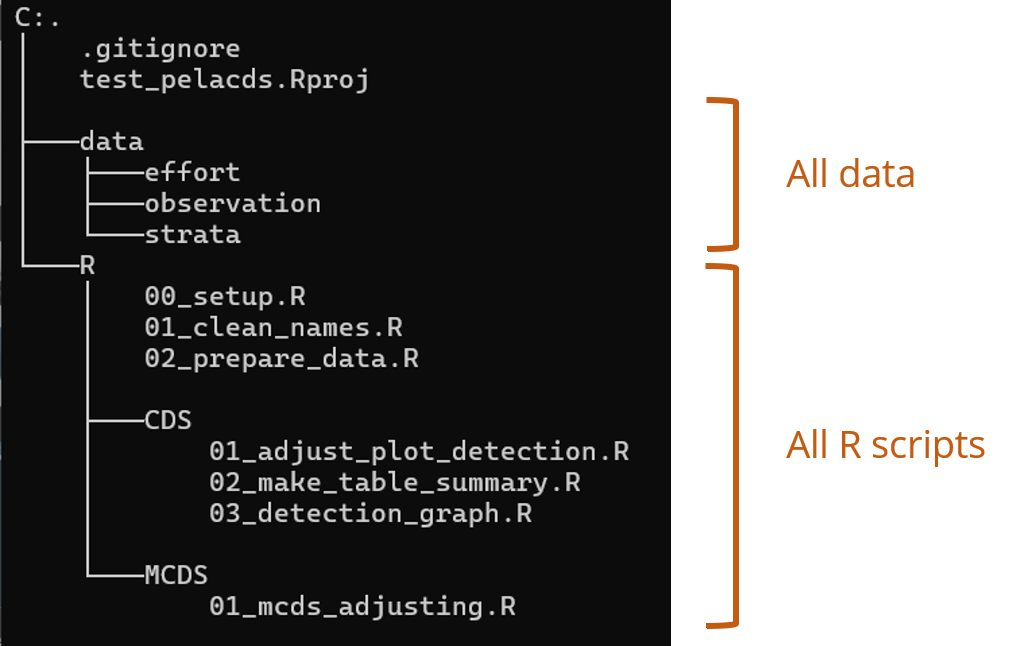 C:.
.gitignore
test_pelacds.Rproj
data
effort
observation
strata
R
00_setup.R
01_clean_names.R
02_prepare_data.R
CDS
01_adjust_plot_detection.R
02_make_table_summary.R
03_detection_graph.R
MCDS
01_mcds_adjusting.R
All data
All R scripts